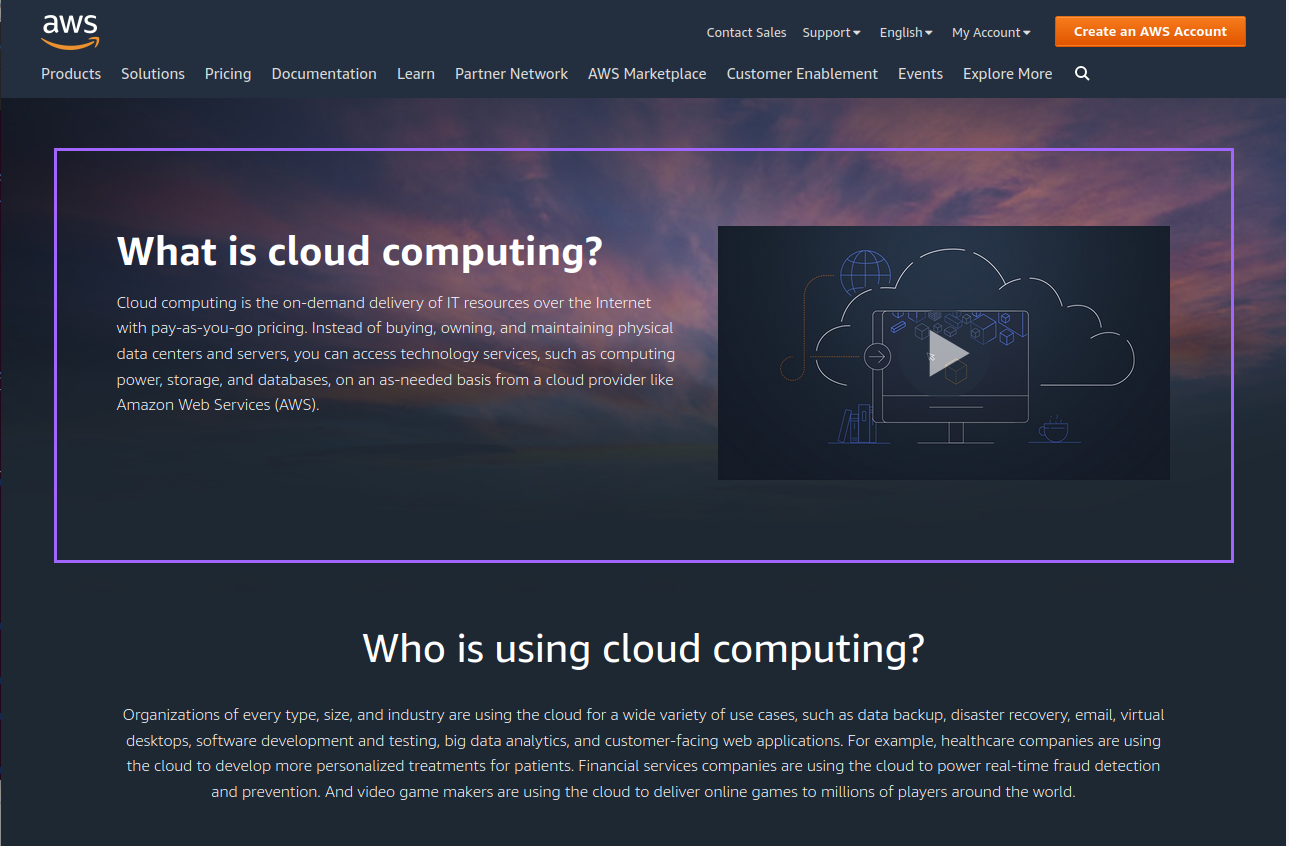 aws
Contact Sales Support English My Account Create an AWS Account
Products Solutions Pricing Documentation Learn Partner Network AWS Marketplace Customer Enablement Events Explore More
What is cloud computing?
Cloud computing is the on-demand delivery of IT resources over the Internet
with pay-as-you-go pricing. Instead of buying, owning, and maintaining physical
data centers and servers, you can access technology services, such as computing
power, storage, and databases, on an as-needed basis from a cloud provider like
Amazon Web Services (AWS).
Who is using cloud computing?
Organizations of every type, size, and industry are using the cloud for a wide variety of use cases, such as data backup, disaster recovery, email, virtual
desktops, software development and testing, big data analytics, and customer-facing web applications. For example, healthcare companies are using
the cloud to develop more personalized treatments for patients. Financial services companies are using the cloud to power real-time fraud detection
and prevention. And video game makers are using the cloud to deliver online games to millions of players around the world.